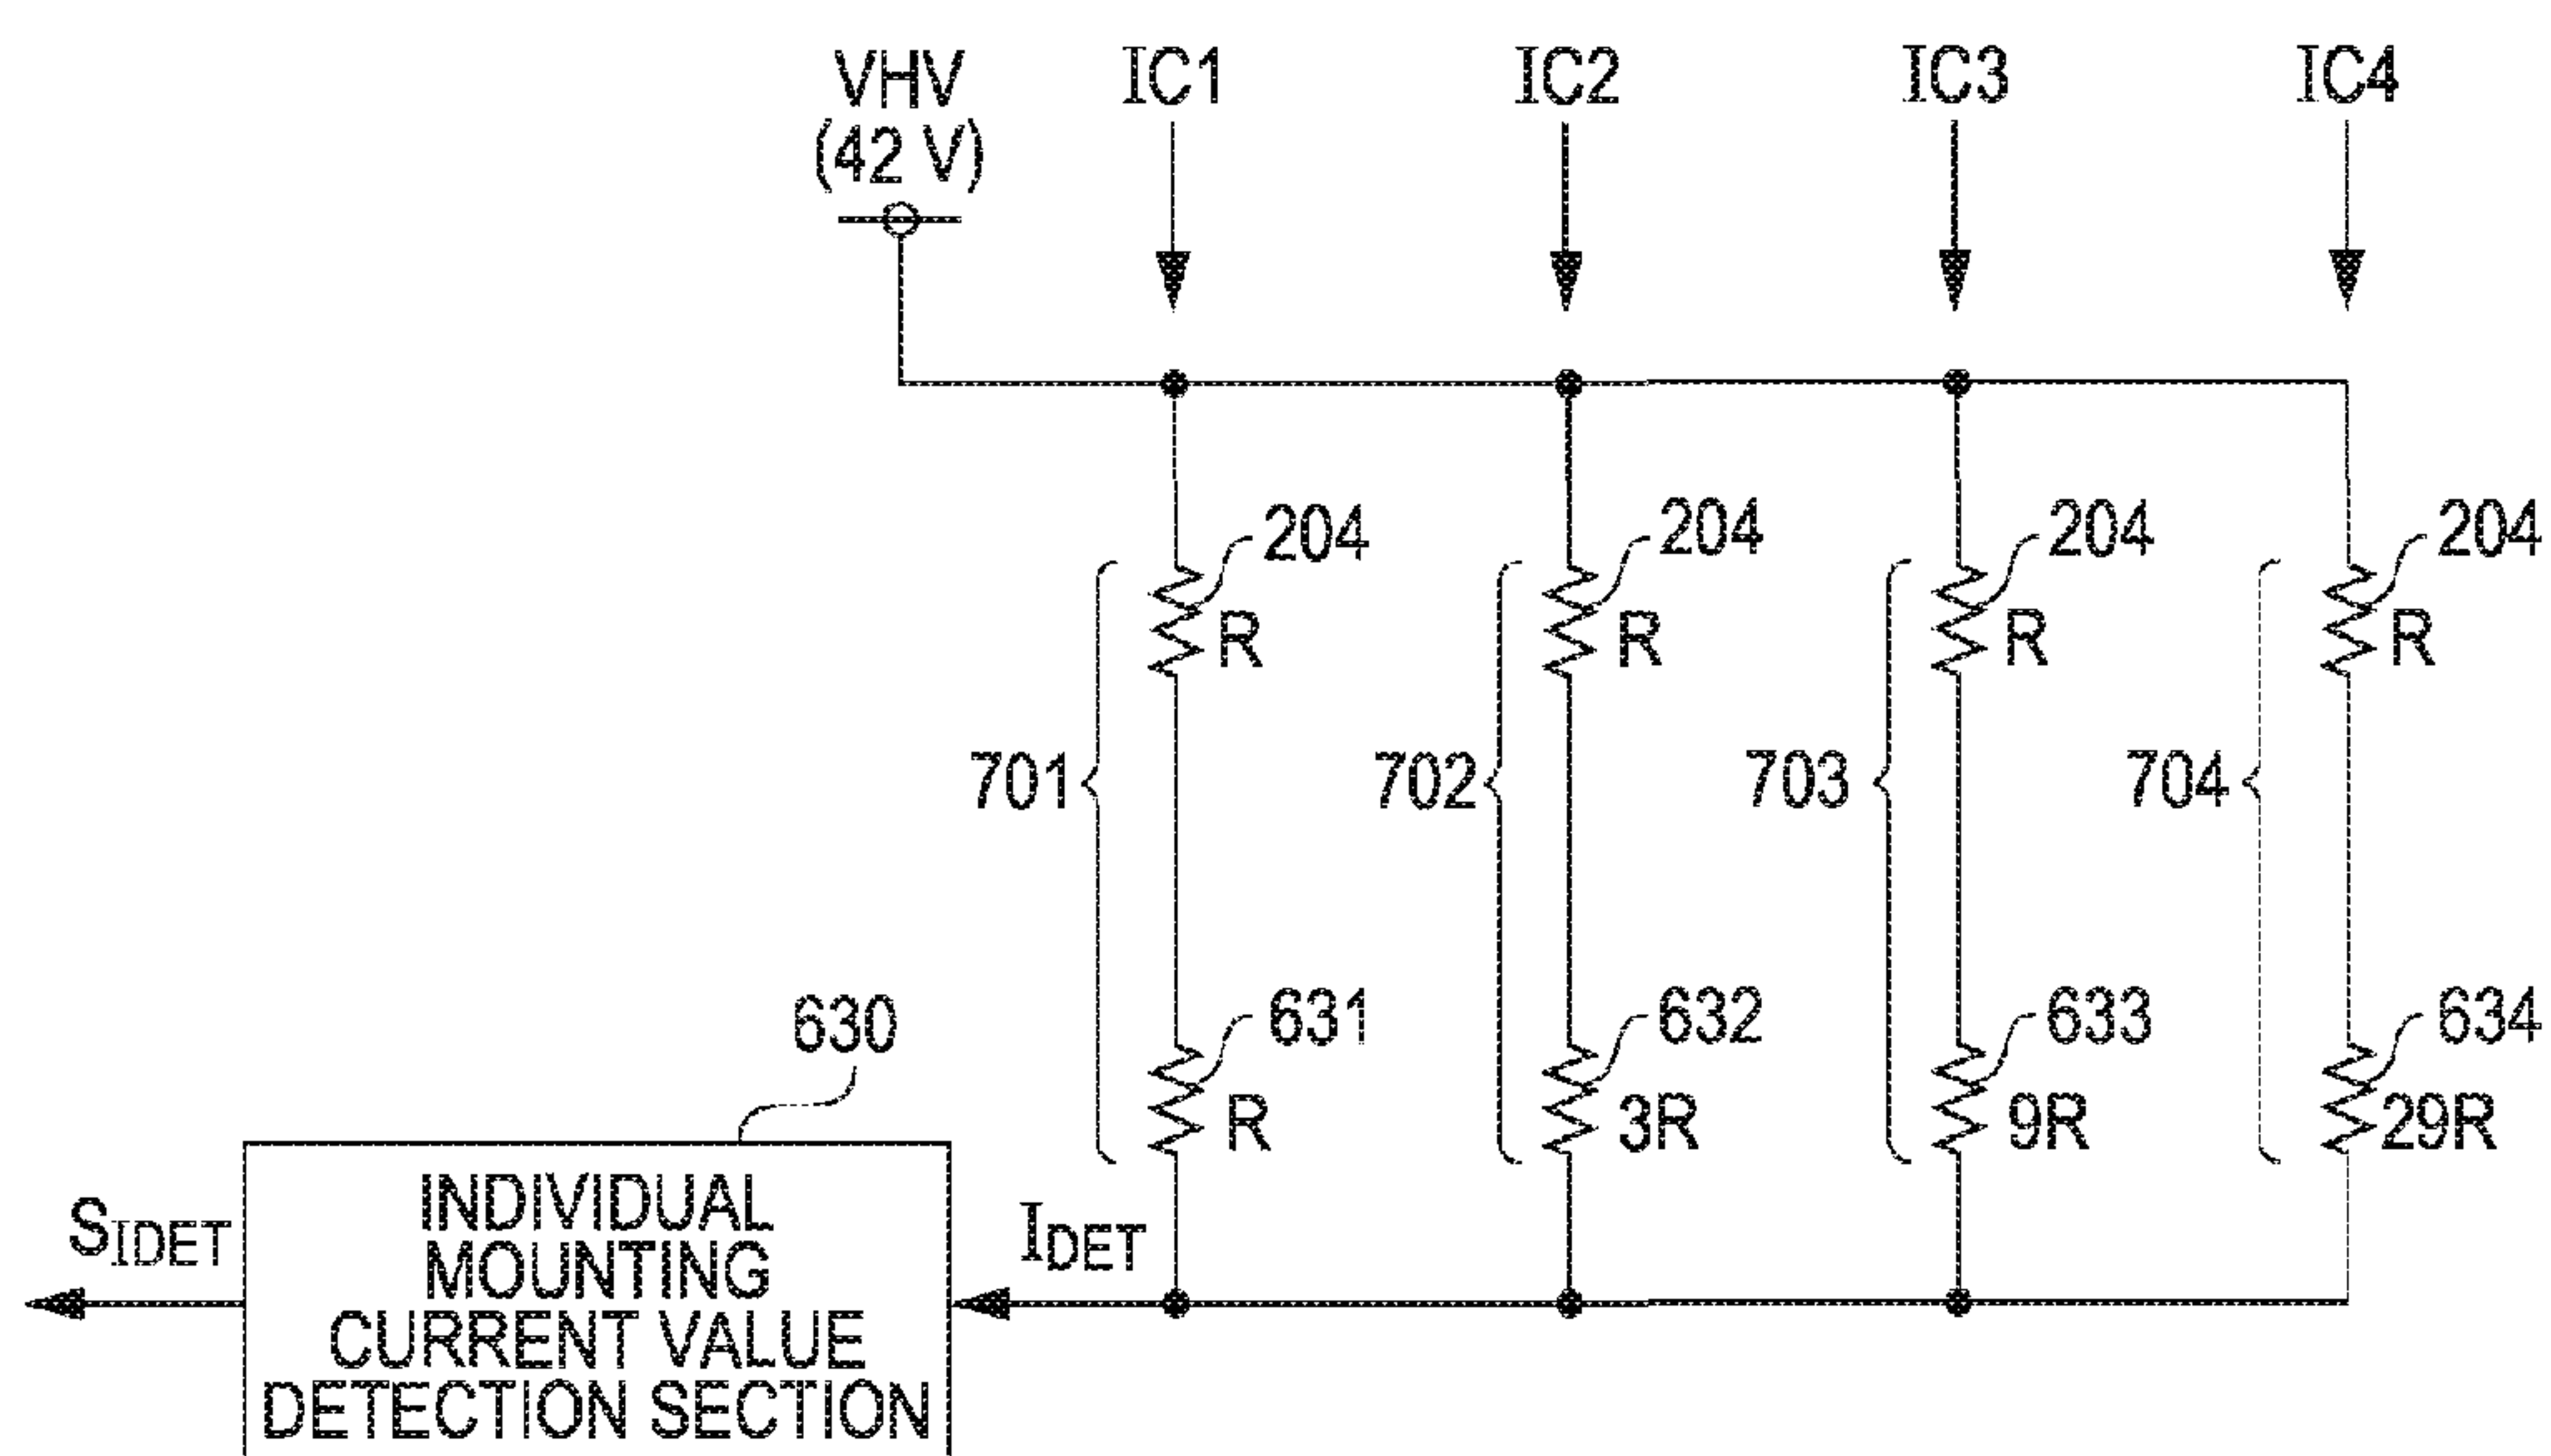 VHV
(42 V)
IC1
IC2
IC3
IC4
204
R
204
R
204
R
204
R
701
702
703
704
631
R
632
3R
633
9R
634
29R
630
INDIVIDUAL
MOUNTING
CURRENT VALUE
DETECTION SECTION
SIDET
IDET